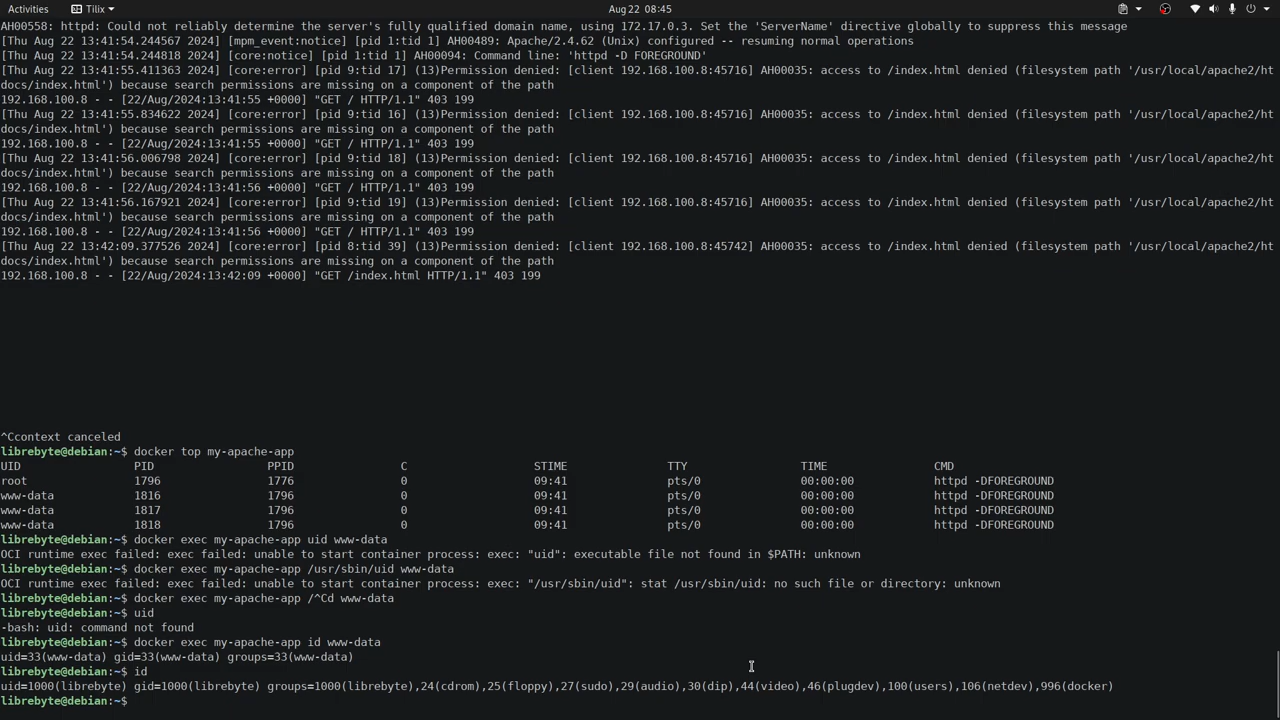 Activities
Tilix
Aug 22 08:45
AH00558: httpd: Could not reliably determine the server's fully qualified domain name, using 172.17.0.3. Set the 'ServerName' directive globally to suppress this message
[Thu Aug 22 13:41:54.244567 2024] [mpm_event:notice] [pid 1:tid 1] AH00489: Apache/2.4.62 (Unix) configured -- resuming normal operations
[Thu Aug 22 13:41:54.244818 2024] [core:notice] [pid 1:tid 1] AH00094: Command line: 'httpd -D FOREGROUND'
[Thu Aug 22 13:41:55.411363 2024] [core:error] [pid 9:tid 17] (13)Permission denied: [client 192.168.100.8:45716] AH00035: access to /index.html denied (filesystem path '/usr/local/apache2/ht
docs/index.html') because search permissions are missing on a component of the path
192.168.100.8 - - [22/Aug/2024:13:41:55 +0000] "GET / HTTP/1.1" 403 199
[Thu Aug 22 13:41:55.834622 2024] [core:error] [pid 9:tid 16] (13)Permission denied: [client 192.168.100.8:45716] AH00035: access to /index.html denied (filesystem path '/usr/local/apache2/ht
docs/index.html') because search permissions are missing on a component of the path
192.168.100.8 - - [22/Aug/2024:13:41:55 +0000] "GET / HTTP/1.1" 403 199
[Thu Aug 22 13:41:56.006798 2024] [core:error] [pid 9:tid 18] (13)Permission denied: [client 192.168.100.8:45716] AH00035: access to /index.html denied (filesystem path '/usr/local/apache2/ht
docs/index.html') because search permissions are missing on a component of the path
192.168.100.8 - - [22/Aug/2024:13:41:56 +0000] "GET / HTTP/1.1" 403 199
[Thu Aug 22 13:41:56.167921 2024] [core:error] [pid 9:tid 19] (13)Permission denied: [client 192.168.100.8:45716] AH00035: access to /index.html denied (filesystem path '/usr/local/apache2/ht
docs/index.html') because search permissions are missing on a component of the path
192.168.100.8 - - [22/Aug/2024:13:41:56 +0000] "GET / HTTP/1.1" 403 199
[Thu Aug 22 13:42:09.377526 2024] [core:error] [pid 8:tid 39] (13)Permission denied: [client 192.168.100.8:45742] AH00035: access to /index.html denied (filesystem path '/usr/local/apache2/ht
docs/index.html') because search permissions are missing on a component of the path
192.168.100.8 - - [22/Aug/2024:13:42:09 +0000] "GET /index.html HTTP/1.1" 403 199
^Ccontext canceled
librebyte@debian:~$ docker top my-apache-app
UID PID PPID C STIME TTY TIME CMD
root 1796 1776 0 09:41 pts/0 00:00:00 httpd -DFOREGROUND
www-data 1816 1796 0 09:41 pts/0 00:00:00 httpd -DFOREGROUND
www-data 1817 1796 0 09:41 pts/0 00:00:00 httpd -DFOREGROUND
www-data 1818 1796 0 09:41 pts/0 00:00:00 httpd -DFOREGROUND
librebyte@debian:~$ docker exec my-apache-app uid www-data
OCI runtime exec failed: exec failed: unable to start container process: exec: "uid": executable file not found in $PATH: unknown
librebyte@debian:~$ docker exec my-apache-app /usr/sbin/uid www-data
OCI runtime exec failed: exec failed: unable to start container process: exec: "/usr/sbin/uid": stat /usr/sbin/uid: no such file or directory: unknown
librebyte@debian:~$ docker exec my-apache-app /^Cd www-data
librebyte@debian:~$ uid
-bash: uid: command not found
librebyte@debian:~$ docker exec my-apache-app id www-data
uid=33(www-data) gid=33(www-data) groups=33(www-data)
librebyte@debian:~$ id
uid=1000(librebyte) gid=1000(librebyte) groups=1000(librebyte),24(cdrom),25(floppy),27(sudo),29(audio),30(dip),44(video),46(plugdev),100(users),106(netdev),996(docker)
librebyte@debian:~$